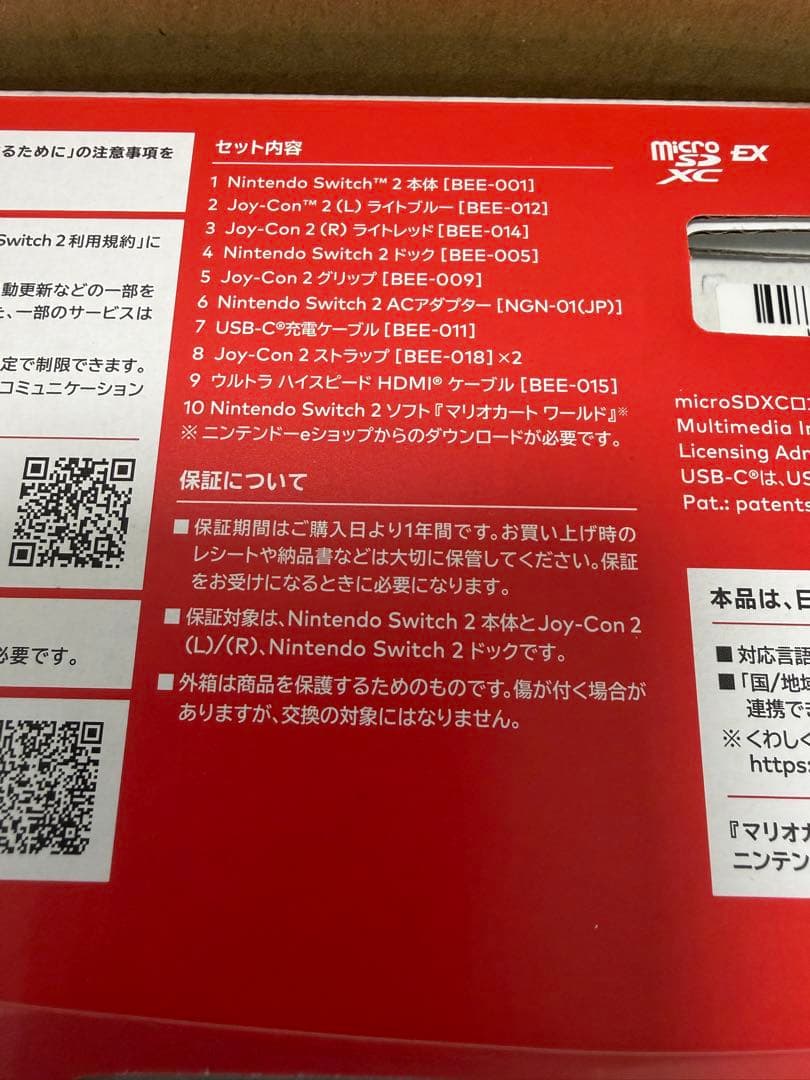 るために」の注意事項を
Switch 2利用規約」に
動更新などの一部を
、一部のサービスは
定で制限できます。
コミュニケーション
必要です。
セット内容
1 Nintendo Switch™ 2 本体 [BEE-001]
2 Joy-Con™ 2 (L) ライトブルー [BEE-012]
3 Joy-Con 2 (R) ライトレッド [BEE-014]
4 Nintendo Switch 2 ドック [BEE-005]
5 Joy-Con 2 グリップ [BEE-009]
6 Nintendo Switch 2 ACアダプター [NGN-01(JP)]
7 USB-C®充電ケーブル [BEE-011]
8 Joy-Con 2 ストラップ [BEE-018] ×2
9 ウルトラ ハイスピード HDMI® ケーブル [BEE-015]
10 Nintendo Switch 2 ソフト『マリオカート ワールド』※
※ ニンテンドーeショップからのダウンロードが必要です。
保証について
■ 保証期間はご購入日より1年間です。お買い上げ時の
レシートや納品書などは大切に保管してください。保証
をお受けになるときに必要になります。
■ 保証対象は、Nintendo Switch 2 本体とJoy-Con 2
(L)/(R)、Nintendo Switch 2 ドックです。
■ 外箱は商品を保護するためのものです。傷が付く場合が
ありますが、交換の対象にはなりません。
micro SD XC EX
microSDXCロ
Multimedia In
Licensing Adm
USB-C®は、US
Pat.: patents
本品は、日
■ 対応言語
■「国/地域
連携でき
※ くわしく
https:
『マリオカ
ニンテン